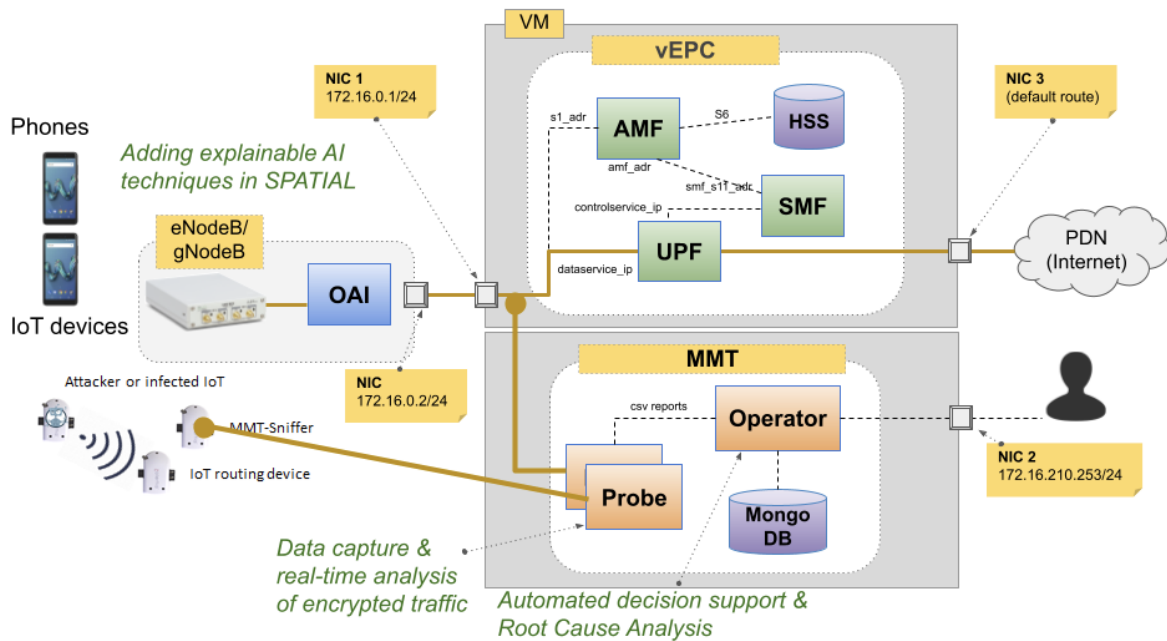 VM
vEPC
NIC 1
172.16.0.1/24
NIC 3
(default route)
Phones
s1_adr
AMF
S6
HSS
Adding explainable AI
techniques in SPATIAL
amf_adr
smf_s11_adr
SMF
controlservice_ip
eNodeB/
gNodeB
UPF
dataservice_ip
PDN
(Internet)
OAI
IoT devices
MMT
NIC
172.16.0.2/24
Attacker or infected IoT
MMT-Sniffer
IoT routing device
csv reports
Operator
NIC 2
172.16.210.253/24
Probe
Mongo
DB
Data capture &
real-time analysis
of encrypted traffic
Automated decision support &
Root Cause Analysis